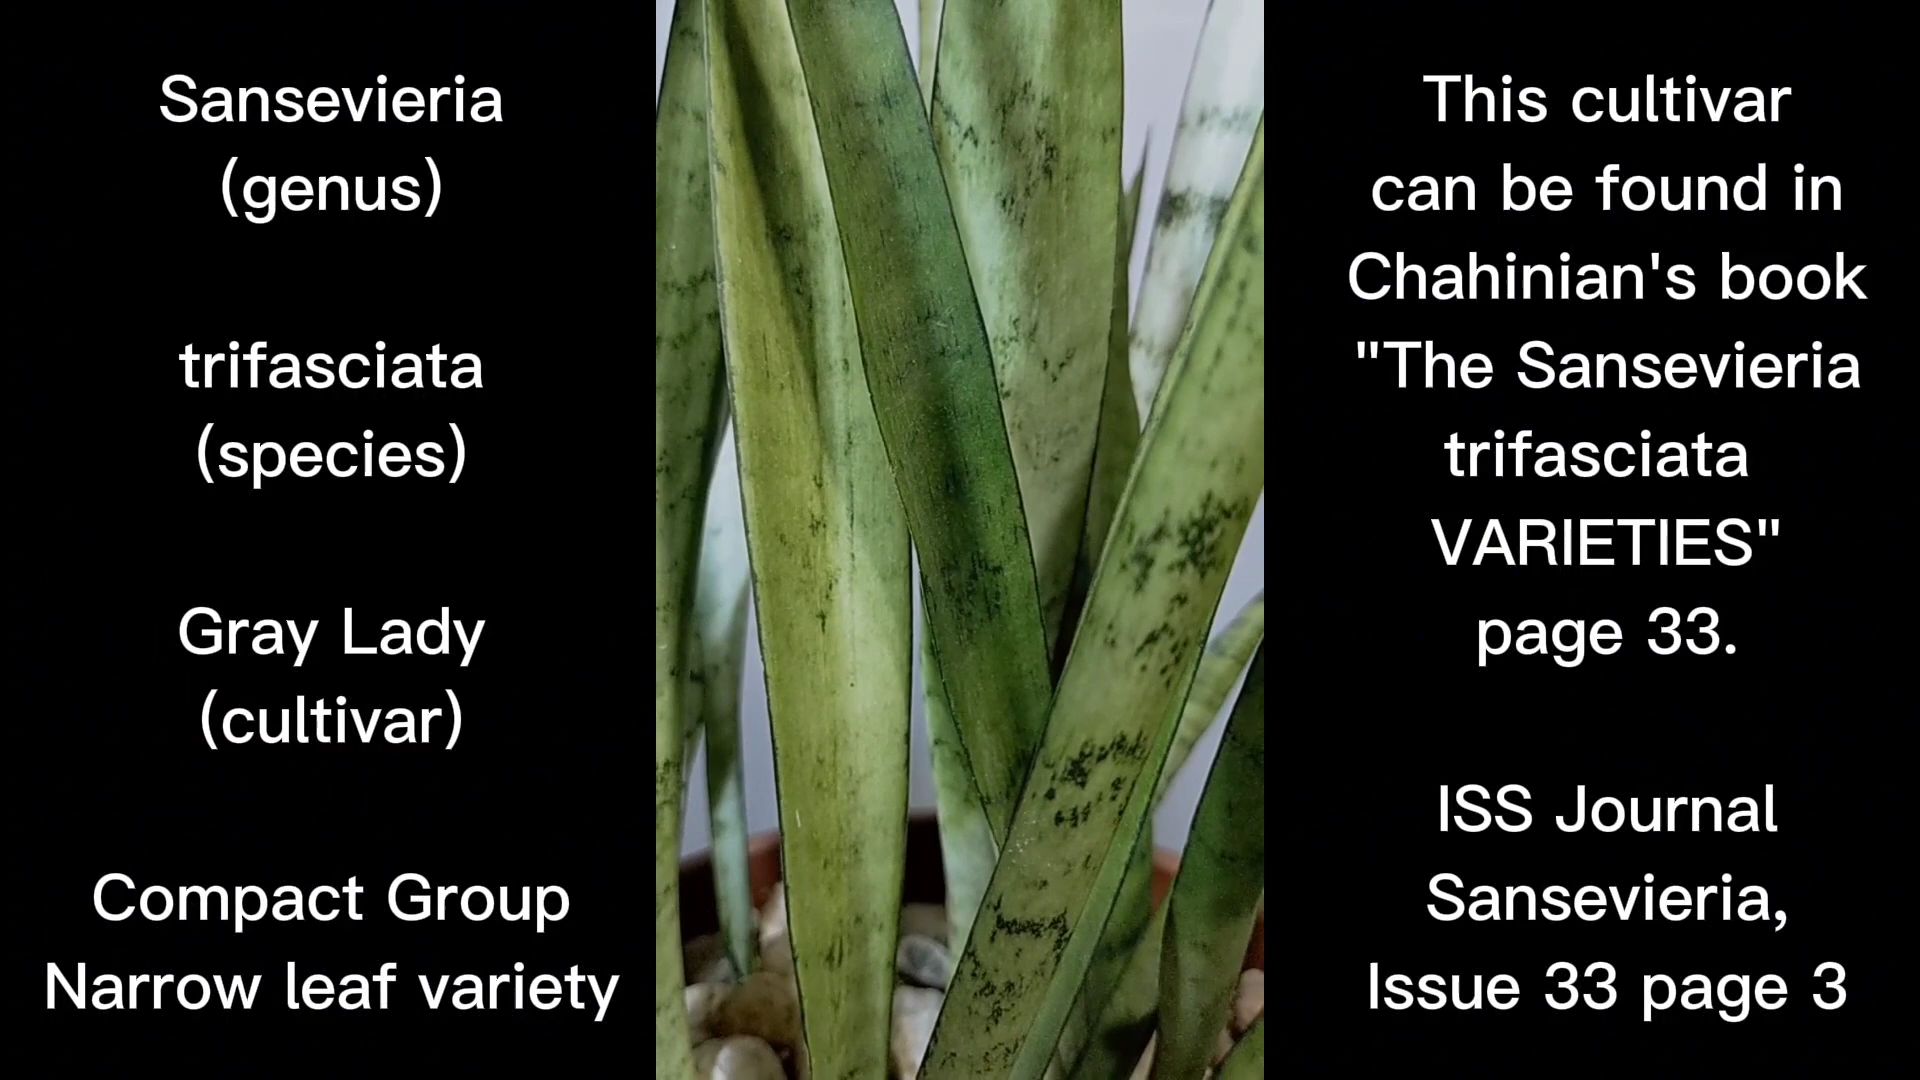 Sansevieria
(genus)
trifasciata
(species)
Gray Lady
(cultivar)
Compact Group
Narrow leaf variety
This cultivar
can be found in
Chahinian's book
"The Sansevieria
trifasciata
VARIETIES"
page 33.
ISS Journal
Sansevieria,
Issue 33 page 3